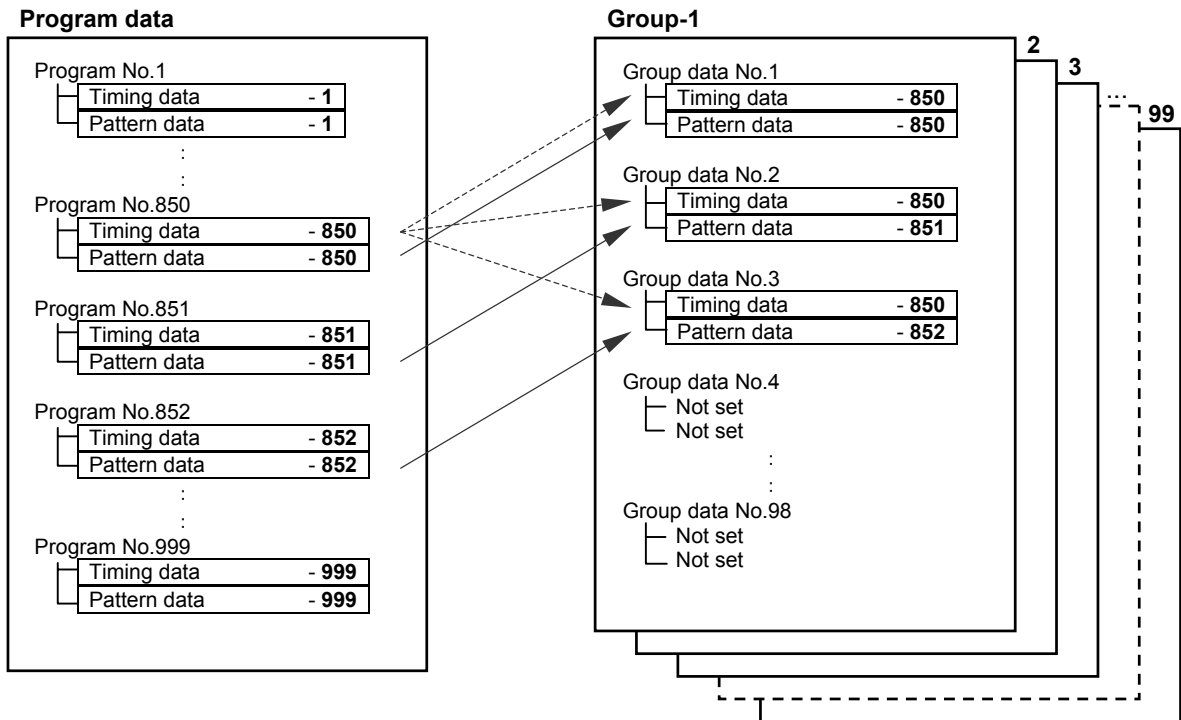 Program data
Program No.1
Timing data - 1
Pattern data - 1
:
:
Program No.850
Timing data - 850
Pattern data - 850
Program No.851
Timing data - 851
Pattern data - 851
Program No.852
Timing data - 852
Pattern data - 852
:
:
Program No.999
Timing data - 999
Pattern data - 999
Group-1
2
3
...
99
Group data No.1
Timing data - 850
Pattern data - 850
Group data No.2
Timing data - 850
Pattern data - 851
Group data No.3
Timing data - 850
Pattern data - 852
Group data No.4
Not set
Not set
:
:
Group data No.98
Not set
Not set